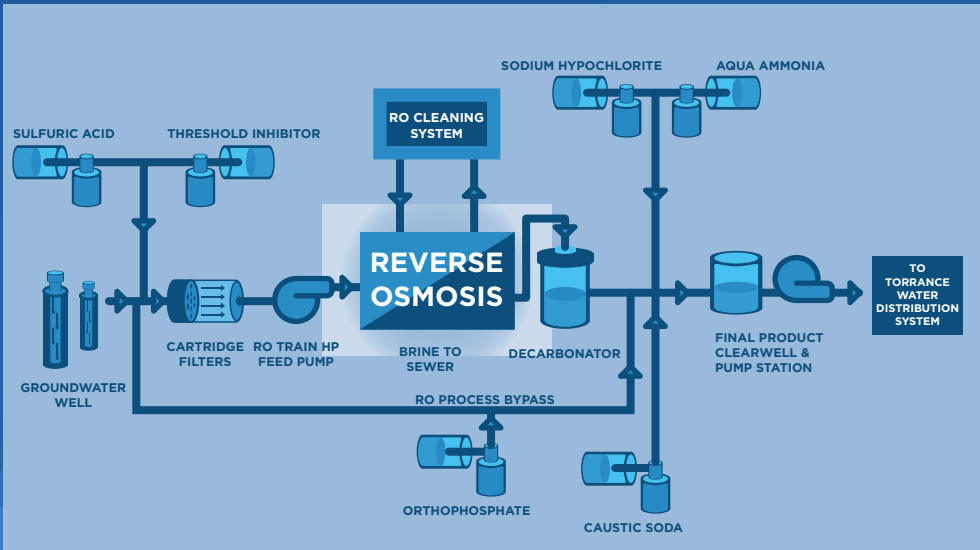 SODIUM HYPOCHLORITE
AQUA AMMONIA
RO CLEANING
SYSTEM
SULFURIC ACID
THRESHOLD INHIBITOR
REVERSE
OSMOSIS
TO
TORRANCE
WATER
DISTRIBUTION
SYSTEM
CARTRIDGE
FILTERS
RO TRAIN HP
FEED PUMP
BRINE TO
SEWER
DECARBONATOR
FINAL PRODUCT
CLEARWELL &
PUMP STATION
GROUNDWATER
WELL
RO PROCESS BYPASS
ORTHOPHOSPHATE
CAUSTIC SODA